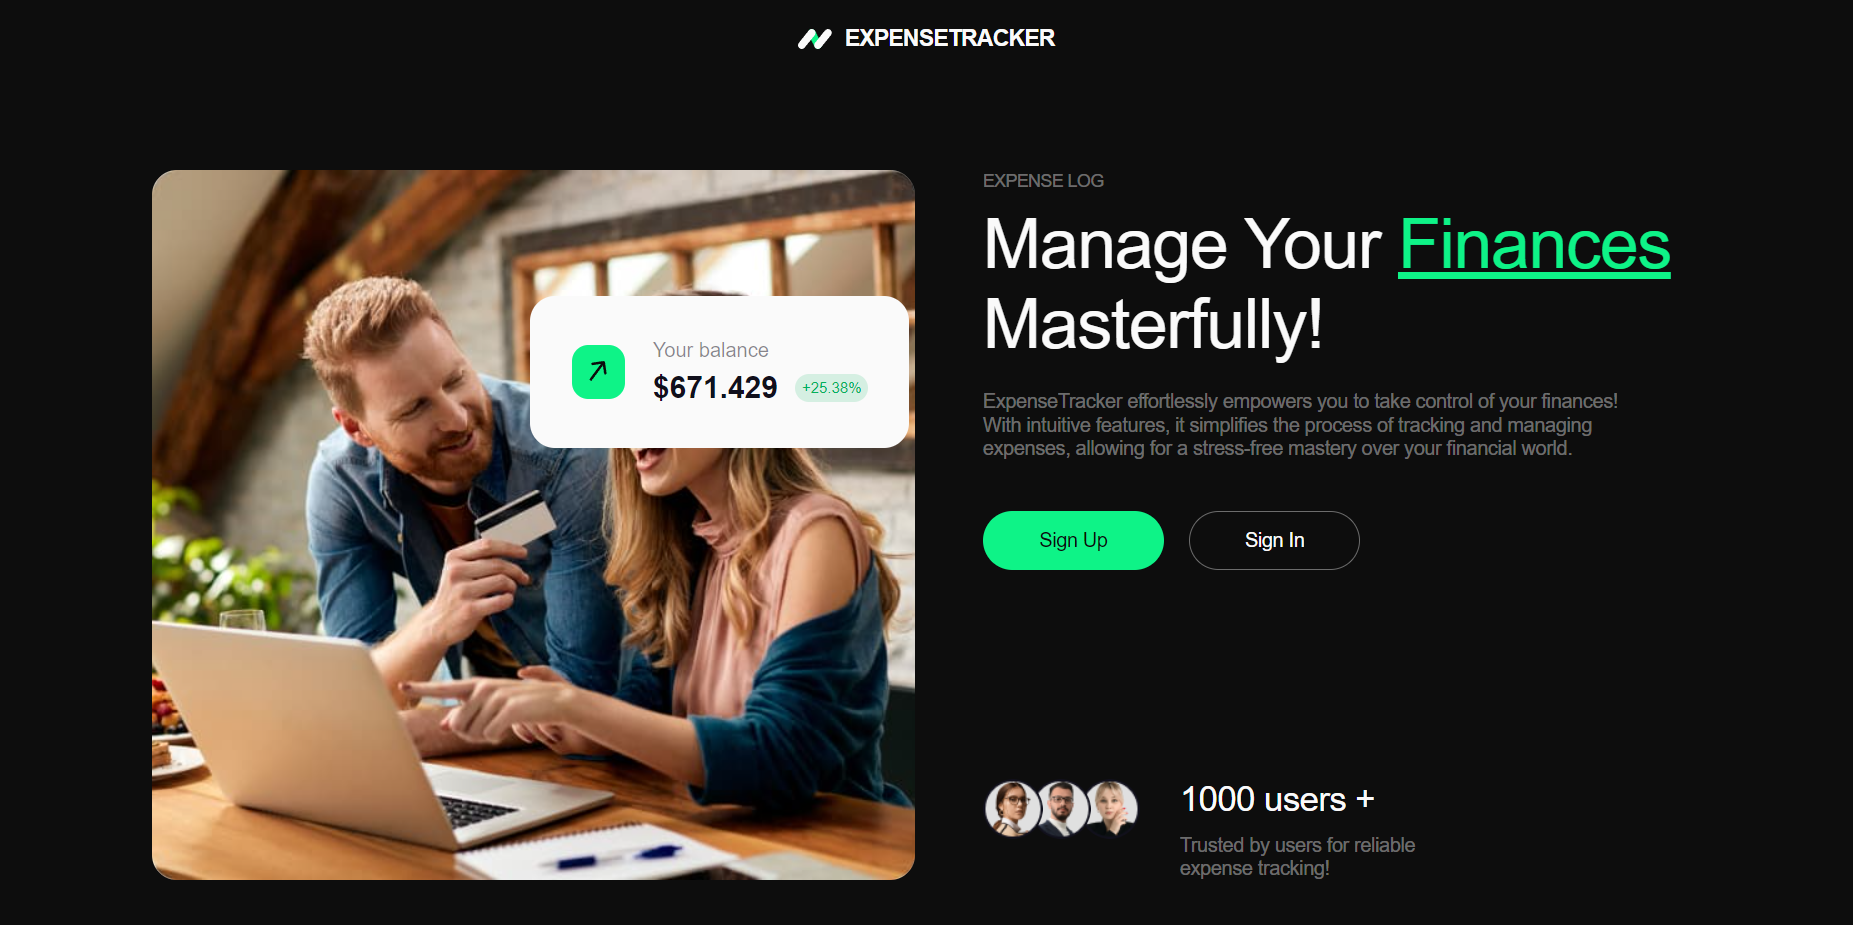 EXPENSETRACKER
EXPENSE LOG
Manage Your Finances
Masterfully!
ExpenseTracker effortlessly empowers you to take control of your finances!
With intuitive features, it simplifies the process of tracking and managing
expenses, allowing for a stress-free mastery over your financial world.
Sign Up
Sign In
Your balance
$671.429
+25.38%
1000 users +
Trusted by users for reliable
expense tracking!